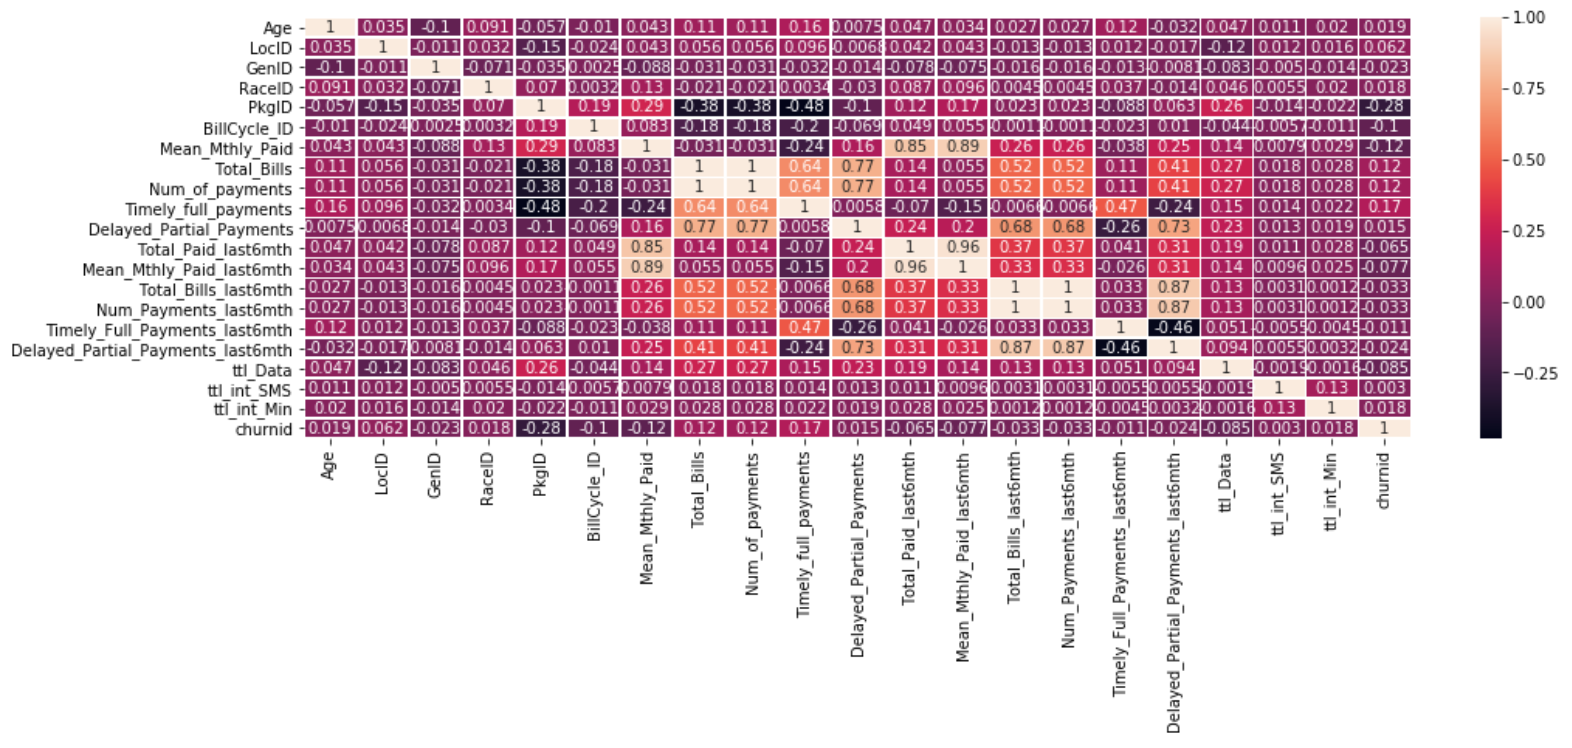 Age 1 0.035 -0.1 0.091 -0.057 -0.01 0.043 0.11 0.11 0.16 0.0075 0.047 0.034 0.027 0.027 0.12 -0.032 0.047 0.011 0.02 0.019 1.00
LocID 0.035 1 -0.011 0.032 -0.15 -0.024 0.043 0.056 0.056 0.096 -0.0068 0.042 0.043 -0.013 -0.013 0.012 -0.017 -0.12 0.012 0.016 0.062
GenID -0.1 -0.011 1 -0.071 -0.035 0.0025 -0.088 -0.031 -0.031 -0.032 -0.014 -0.078 -0.075 -0.016 -0.016 -0.013 0.0081 -0.083 -0.005 -0.014 -0.023
RaceID 0.091 0.032 -0.071 1 0.07 0.0032 0.13 -0.021 -0.021 0.0034 -0.03 0.087 0.096 0.0045 0.0045 0.037 -0.014 0.046 0.0055 0.02 0.018 0.75
PkgID -0.057 -0.15 -0.035 0.07 1 0.19 0.29 -0.38 -0.38 -0.48 -0.1 0.12 0.17 0.023 0.023 -0.088 0.063 0.26 -0.014 -0.022 -0.28
BillCycle_ID -0.01 -0.024 0.0025 0.0032 0.19 1 0.083 -0.18 -0.18 -0.2 -0.069 0.049 0.055 -0.0011 -0.0011 -0.023 0.01 -0.044 -0.0057 -0.011 -0.1
Mean_Mthly_Paid 0.043 0.043 -0.088 0.13 0.29 0.083 1 -0.031 -0.031 -0.24 0.16 0.85 0.89 0.26 0.26 -0.038 0.25 0.14 0.0079 0.029 -0.12
Total_Bills 0.11 0.056 -0.031 -0.021 -0.38 -0.18 -0.031 1 1 0.64 0.77 0.14 0.055 0.52 0.52 0.11 0.41 0.27 0.018 0.028 0.12 0.50
Num_of_payments 0.11 0.056 -0.031 -0.021 -0.38 -0.18 -0.031 1 1 0.64 0.77 0.14 0.055 0.52 0.52 0.11 0.41 0.27 0.018 0.028 0.12
Timely_full_payments 0.16 0.096 -0.032 0.0034 -0.48 -0.2 -0.24 0.64 0.64 1 0.0058 -0.07 -0.15 -0.0066 -0.0066 0.47 -0.24 0.15 0.014 0.022 0.17
Delayed_Partial_Payments 0.0075 0.0068 -0.014 -0.03 -0.1 -0.069 0.16 0.77 0.77 0.0058 1 0.24 0.2 0.68 0.68 -0.26 0.73 0.23 0.013 0.019 0.015 0.25
Total_Paid_last6mth 0.047 0.042 -0.078 0.087 0.12 0.049 0.85 0.14 0.14 -0.07 0.24 1 0.96 0.37 0.37 0.041 0.31 0.19 0.011 0.028 -0.065
Mean_Mthly_Paid_last6mth 0.034 0.043 -0.075 0.096 0.17 0.055 0.89 0.055 0.055 -0.15 0.2 0.96 1 0.33 0.33 -0.026 0.31 0.14 0.0096 0.025 -0.077
Total_Bills_last6mth 0.027 -0.013 -0.016 0.0045 0.023 0.0011 0.26 0.52 0.52 -0.0066 0.68 0.37 0.33 1 1 0.033 0.87 0.13 0.0031 0.0012 -0.033 0.00
Num_Payments_last6mth 0.027 -0.013 -0.016 0.0045 0.023 0.0011 0.26 0.52 0.52 0.0066 0.68 0.37 0.33 1 1 0.033 0.87 0.13 0.0031 0.0012 -0.033
Timely_Full_Payments_last6mth 0.12 0.012 -0.013 0.037 -0.088 -0.023 -0.038 0.11 0.11 0.47 -0.26 0.041 -0.026 0.033 0.033 1 -0.46 0.051 -0.0055 -0.0045 -0.011
Delayed_Partial_Payments_last6mth -0.032 -0.017 0.0081 -0.014 0.063 0.01 0.25 0.41 0.41 -0.24 0.73 0.31 0.31 0.87 0.87 -0.46 1 0.094 0.0055 0.0032 -0.024
ttl_Data 0.047 -0.12 -0.083 0.046 0.26 -0.044 0.14 0.27 0.27 0.15 0.23 0.19 0.14 0.13 0.13 0.051 0.094 1 -0.0019 -0.0016 -0.085 −0.25
ttl_int_SMS 0.011 0.012 -0.005 0.0055 -0.014 0.0057 0.0079 0.018 0.018 0.014 0.013 0.011 0.0096 0.0031 0.0031 -0.0055 0.0055 0.0019 1 0.13 0.003
ttl_int_Min 0.02 0.016 -0.014 0.02 -0.022 -0.011 0.029 0.028 0.028 0.022 0.019 0.028 0.025 0.0012 0.0012 -0.0045 0.0032 -0.0016 0.13 1 0.018
churnid 0.019 0.062 -0.023 0.018 -0.28 -0.1 -0.12 0.12 0.12 0.17 0.015 -0.065 -0.077 -0.033 -0.033 -0.011 -0.024 -0.085 0.003 0.018 1
Age
LocID
GenID
RaceID
PkgID
BillCycle_ID
Mean_Mthly_Paid
Total_Bills
Num_of_payments
Timely_full_payments
Delayed_Partial_Payments
Total_Paid_last6mth
Mean_Mthly_Paid_last6mth
Total_Bills_last6mth
Num_Payments_last6mth
Timely_Full_Payments_last6mth
Delayed_Partial_Payments_last6mth
ttl_Data
ttl_int_SMS
ttl_int_Min
churnid